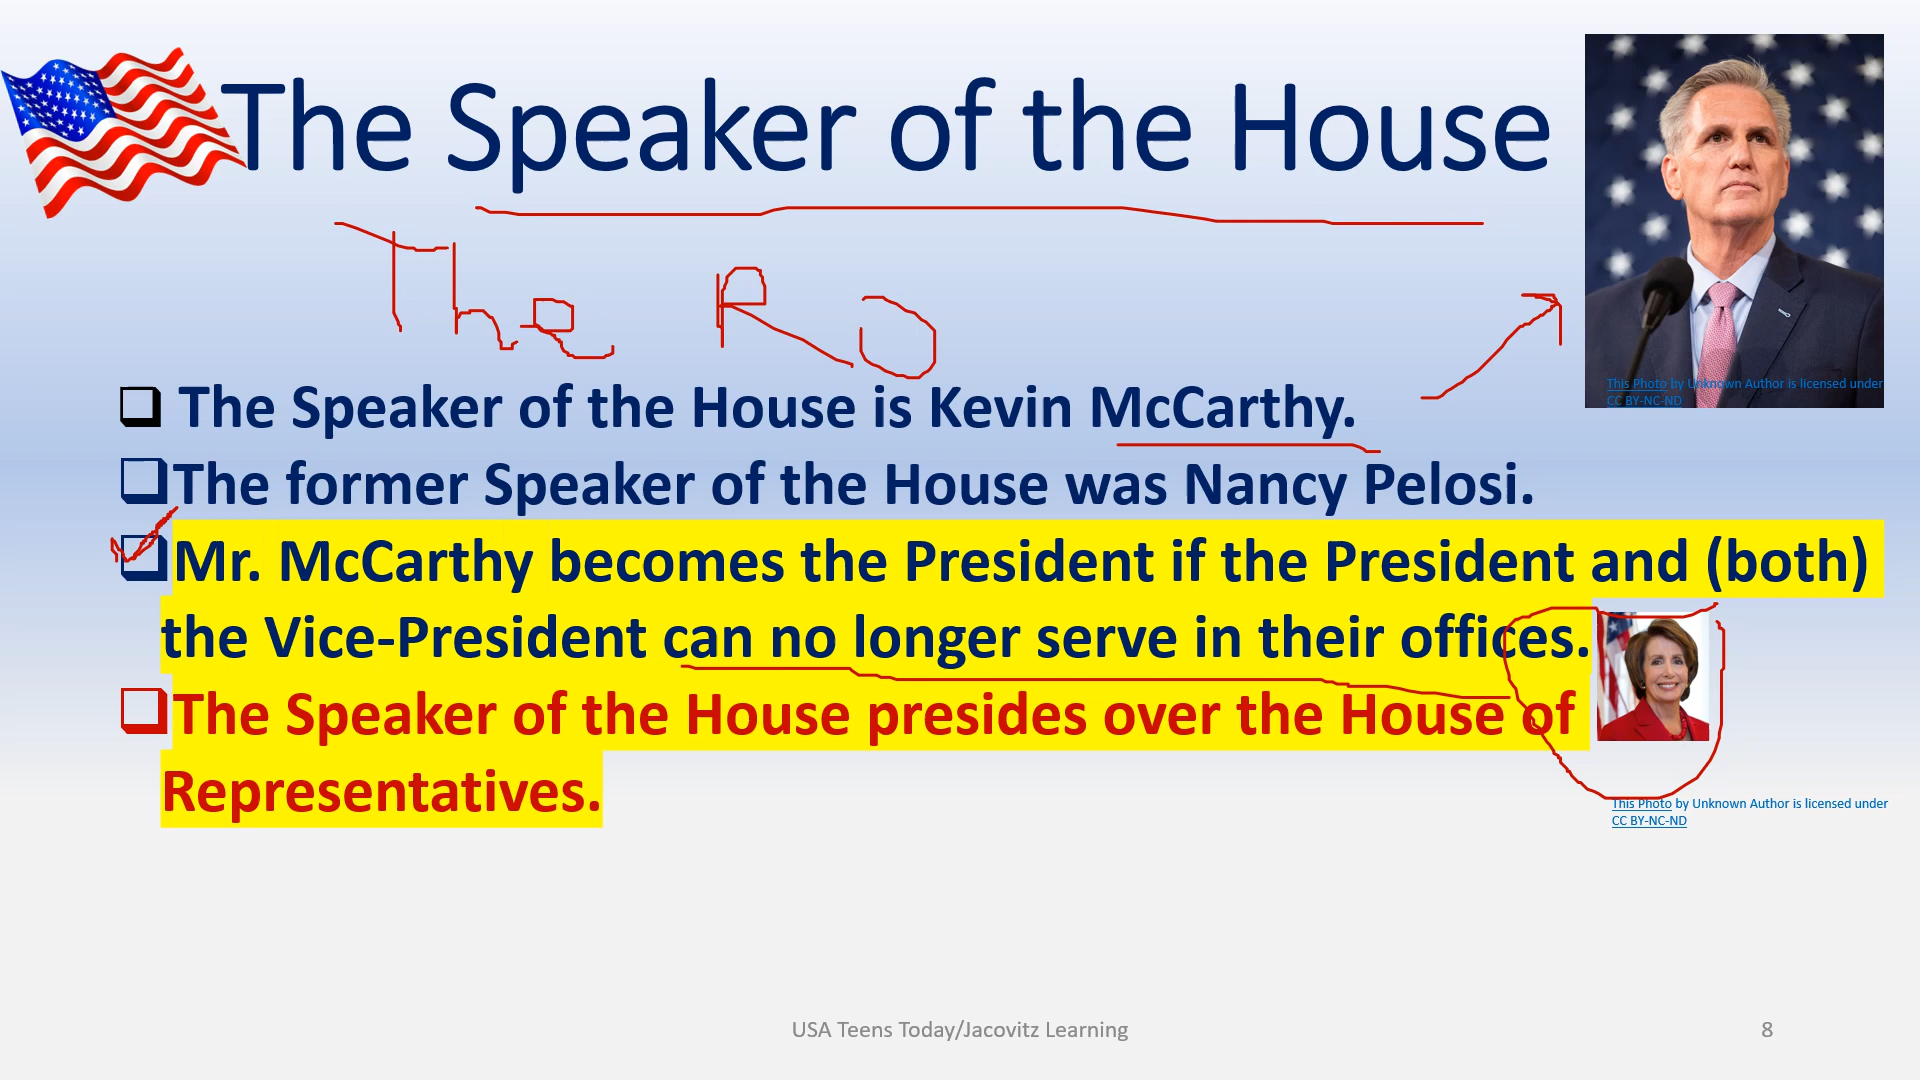 The Speaker of the House
The RO
The Speaker of the House is Kevin McCarthy.
This Photo by Unknown Author is licensed under
CC BY-NC-ND
The former Speaker of the House was Nancy Pelosi.
Mr. McCarthy becomes the President if the President and (both)
the Vice-President can no longer serve in their offices.
The Speaker of the House presides over the House of
Representatives.
This Photo by Unknown Author is licensed under
CC BY-NC-ND
USA Teens Today/Jacovitz Learning
8